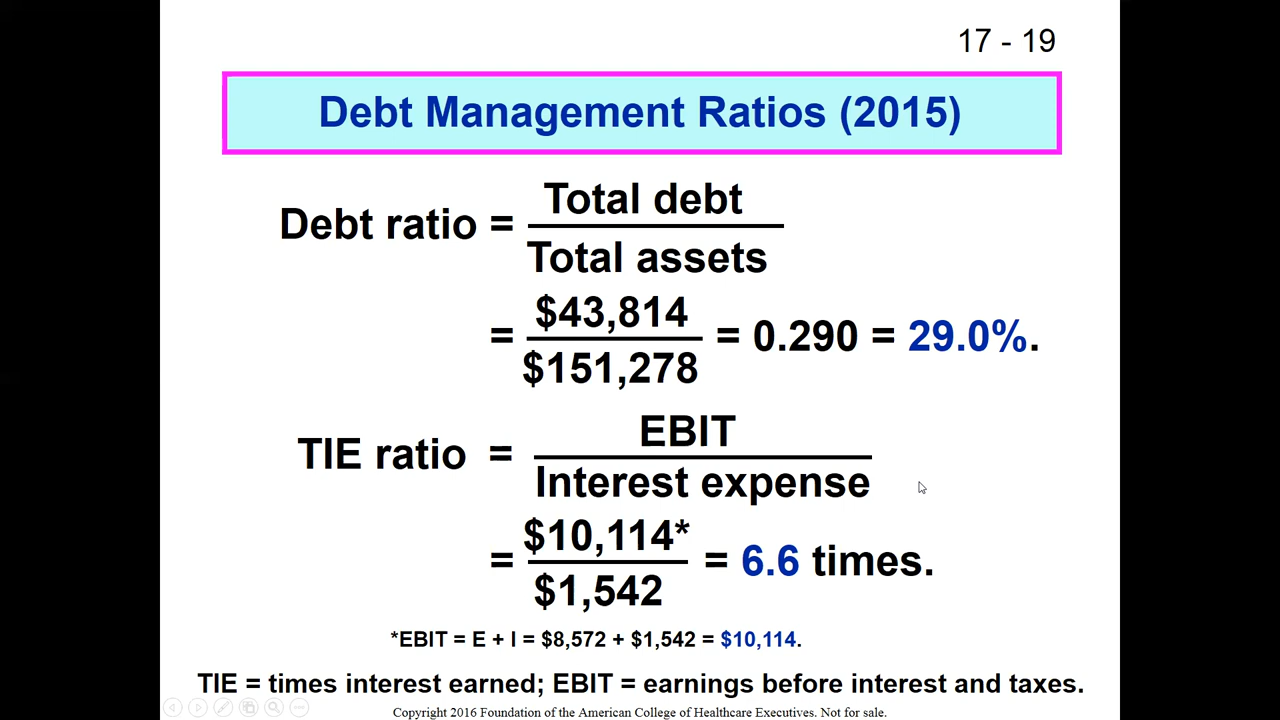 17 - 19
Debt Management Ratios (2015)
Total debt
Debt ratio =
Total assets
$43,814
= = 0.290 = 29.0%.
$151,278
EBIT
TIE ratio =
Interest expense
$10,114*
= = 6.6 times.
$1,542
*EBIT = E + I = $8,572 + $1,542 = $10,114.
TIE = times interest earned; EBIT = earnings before interest and taxes.
Copyright 2016 Foundation of the American College of Healthcare Executives. Not for sale.